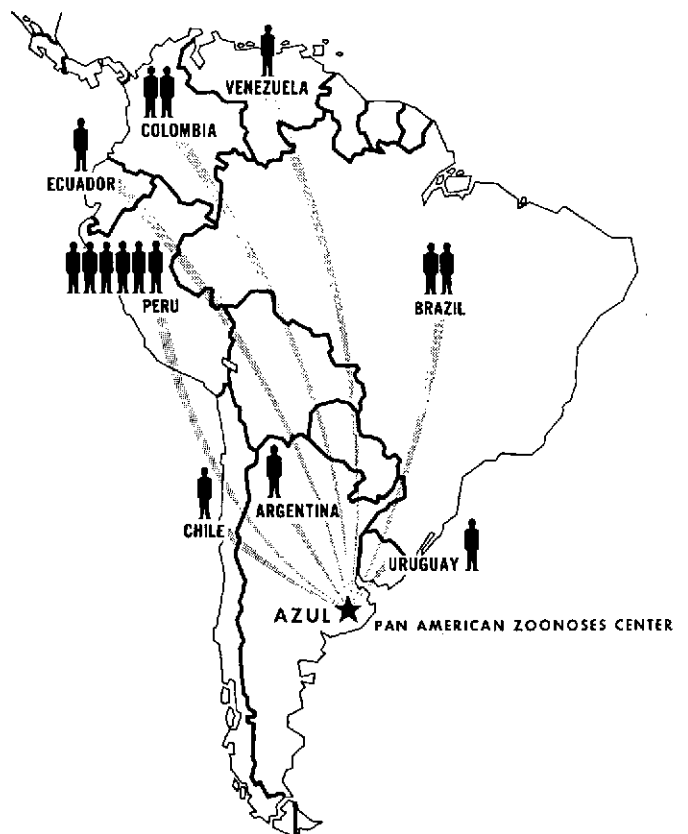 VENEZUELA
COLOMBIA
ECUADOR
PERU
BRAZIL
ARGENTINA
CHILE
URUGUAY
AZUL
PAN AMERICAN ZOONOSES CENTER